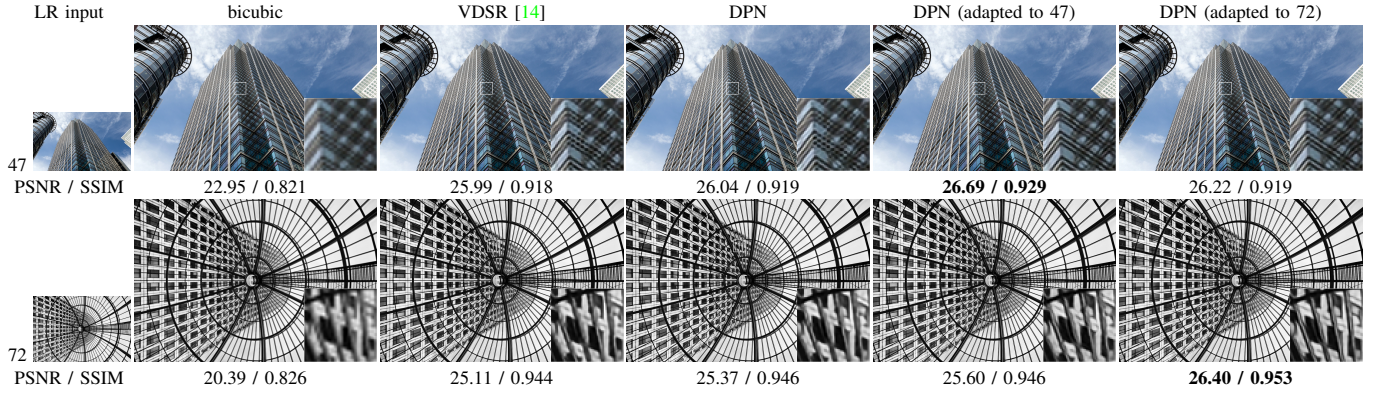 LR input bicubic VDSR [14] DPN DPN (adapted to 47) DPN (adapted to 72)
47
PSNR / SSIM 22.95 / 0.821 25.99 / 0.918 26.04 / 0.919 26.69 / 0.929 26.22 / 0.919
72
PSNR / SSIM 20.39 / 0.826 25.11 / 0.944 25.37 / 0.946 25.60 / 0.946 26.40 / 0.953